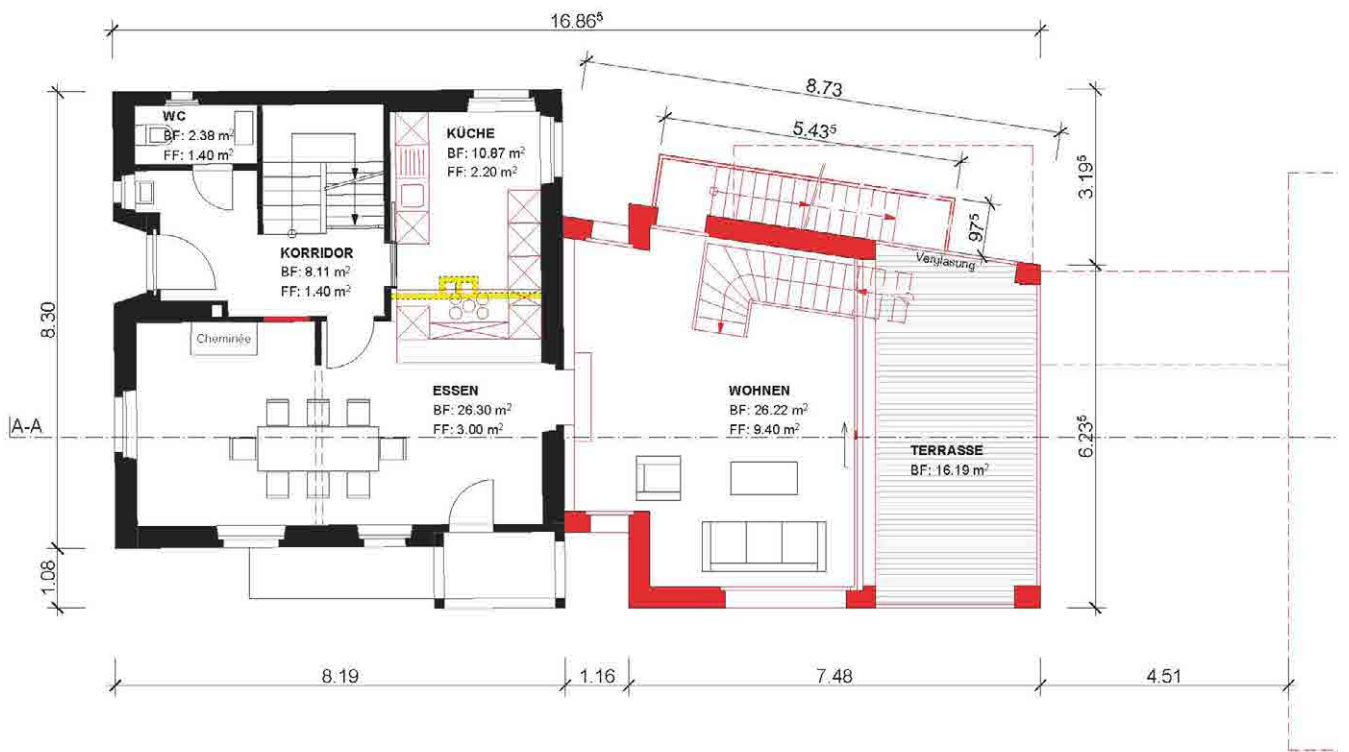 16.86⁵
8.73
5.43⁵
3.19⁵
97⁵
WC
BF: 2.38 m²
FF: 1.40 m²
KÜCHE
BF: 10.87 m²
FF: 2.20 m²
KORRIDOR
BF: 8.11 m²
FF: 1.40 m²
Verglasung
8.30
Cheminée
ESSEN
BF: 26.30 m²
FF: 3.00 m²
WOHNEN
BF: 26.22 m²
FF: 9.40 m²
A-A
TERRASSE
BF: 16.19 m²
6.23⁵
1.08
8.19
1.16
7.48
4.51